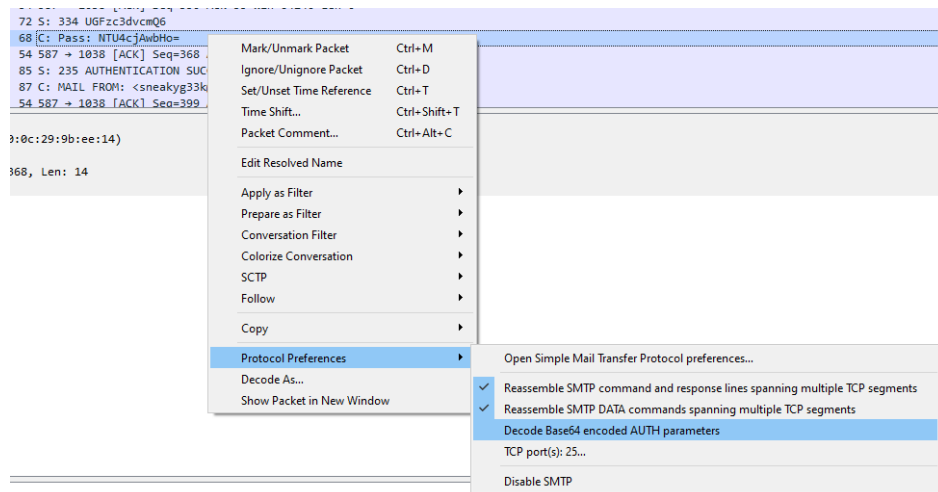 72 S: 334 UGFzc3dvcmQ6
68 C: Pass: NTU4cjAwbHo=
54 587 → 1038 [ACK] Seq=368
85 S: 235 AUTHENTICATION SUC
87 C: MAIL FROM: <sneakyg33k
54 587 → 1038 [ACK] Seq=399
:0c:29:9b:ee:14)
368, Len: 14
Mark/Unmark Packet Ctrl+M
Ignore/Unignore Packet Ctrl+D
Set/Unset Time Reference Ctrl+T
Time Shift... Ctrl+Shift+T
Packet Comment... Ctrl+Alt+C
Edit Resolved Name
Apply as Filter
Prepare as Filter
Conversation Filter
Colorize Conversation
SCTP
Follow
Copy
Protocol Preferences
Decode As...
Show Packet in New Window
Open Simple Mail Transfer Protocol preferences...
Reassemble SMTP command and response lines spanning multiple TCP segments
Reassemble SMTP DATA commands spanning multiple TCP segments
Decode Base64 encoded AUTH parameters
TCP port(s): 25...
Disable SMTP